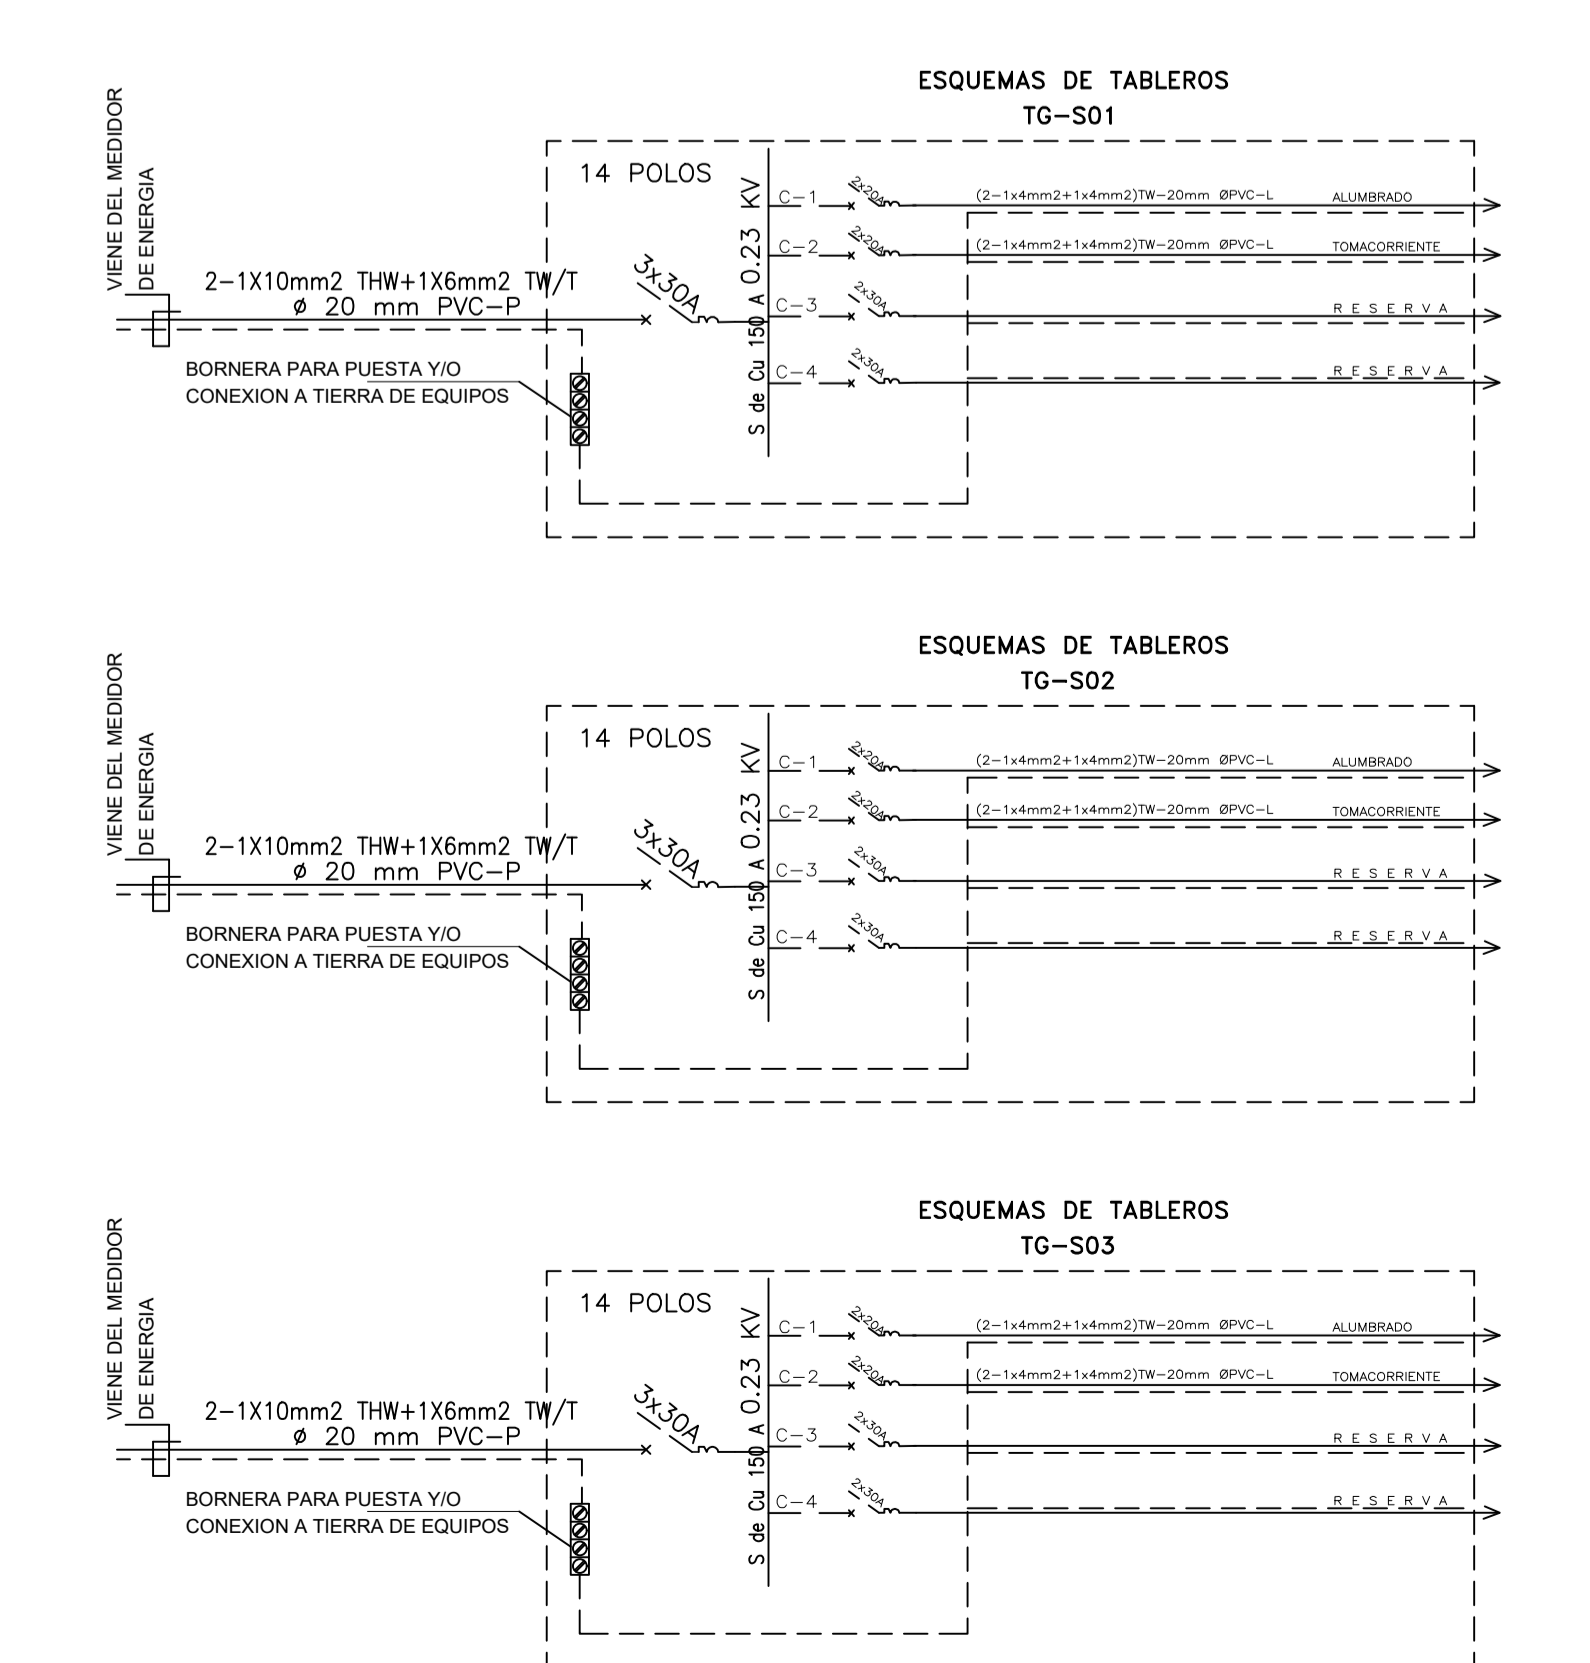 ESQUEMAS DE TABLEROS
TG-S01
VIENE DEL MEDIDOR
DE ENERGIA
2-1X10mm2 THW+1X6mm2 TW/T
ø 20 mm PVC-P
BORNERA PARA PUESTA Y/O
CONEXION A TIERRA DE EQUIPOS
14 POLOS
3x30A
S de Cu 150 A 0.23 KV
C-1 2x20A (2-1x4mm2+1x4mm2)TW-20mm ØPVC-L ALUMBRADO
C-2 2x20A (2-1x4mm2+1x4mm2)TW-20mm ØPVC-L TOMACORRIENTE
C-3 2x30A R E S E R V A
C-4 2x30A R E S E R V A
ESQUEMAS DE TABLEROS
TG-S02
VIENE DEL MEDIDOR
DE ENERGIA
2-1X10mm2 THW+1X6mm2 TW/T
ø 20 mm PVC-P
BORNERA PARA PUESTA Y/O
CONEXION A TIERRA DE EQUIPOS
14 POLOS
3x30A
S de Cu 150 A 0.23 KV
C-1 2x20A (2-1x4mm2+1x4mm2)TW-20mm ØPVC-L ALUMBRADO
C-2 2x20A (2-1x4mm2+1x4mm2)TW-20mm ØPVC-L TOMACORRIENTE
C-3 2x30A R E S E R V A
C-4 2x30A R E S E R V A
ESQUEMAS DE TABLEROS
TG-S03
VIENE DEL MEDIDOR
DE ENERGIA
2-1X10mm2 THW+1X6mm2 TW/T
ø 20 mm PVC-P
BORNERA PARA PUESTA Y/O
CONEXION A TIERRA DE EQUIPOS
14 POLOS
3x30A
S de Cu 150 A 0.23 KV
C-1 2x20A (2-1x4mm2+1x4mm2)TW-20mm ØPVC-L ALUMBRADO
C-2 2x20A (2-1x4mm2+1x4mm2)TW-20mm ØPVC-L TOMACORRIENTE
C-3 2x30A R E S E R V A
C-4 2x30A R E S E R V A